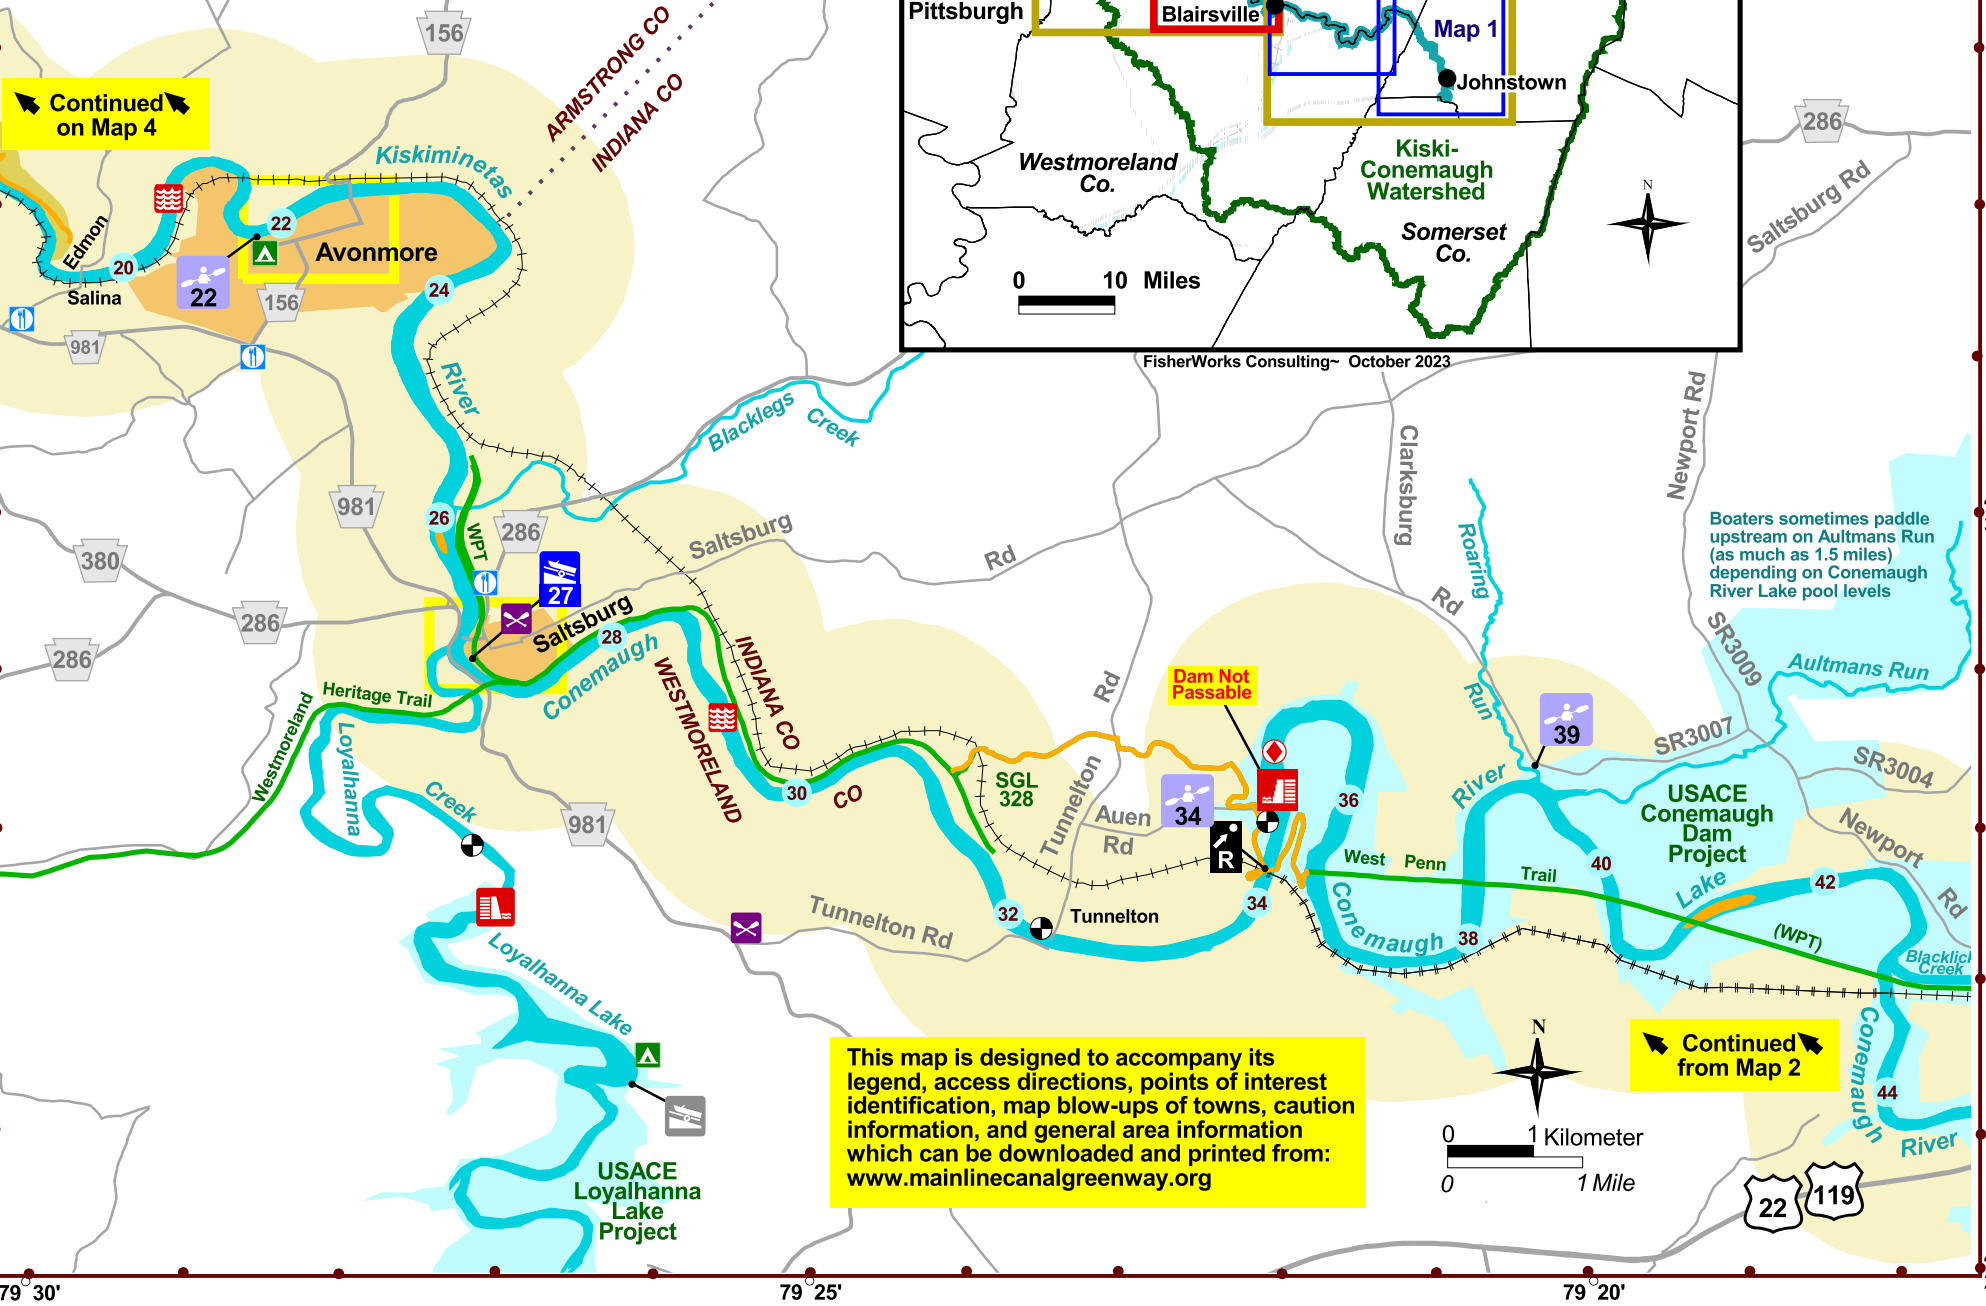 Pittsburgh
Blairsville
Map 1
Johnstown
Westmoreland
Co.
Kiski-
Conemaugh
Watershed
Somerset
Co.
N
0 10 Miles
FisherWorks Consulting~ October 2023
156
ARMSTRONG CO
INDIANA CO
Continued
on Map 4
Kiskiminetas
286
Saltsburg Rd
22
Avonmore
Edmon
20
Salina
22
156
24
981
River
Blacklegs
Creek
Clarksburg
Newport Rd
981
26
WPT
286
Saltsburg
Rd
380
27
286
286
Saltsburg
28
Conemaugh
Roaring
Rd
Run
Boaters sometimes paddle
upstream on Aultmans Run
(as much as 1.5 miles)
depending on Conemaugh
River Lake pool levels
SR3009
Aultmans Run
Heritage Trail
Westmoreland
Loyalhanna
Creek
INDIANA CO
WESTMORELAND
CO
30
Dam Not
Passable
Rd
39
SR3007
SR3004
River
SGL
328
Tunnelton
Auen
Rd
34
36
R
USACE
Conemaugh
Dam
Project
Newport
Rd
981
West Penn
Trail
40
Lake
42
(WPT)
Tunnelton Rd
32
Tunnelton
34
Conemaugh
38
Blacklick
Creek
Loyalhanna Lake
Conemaugh
River
44
N
Continued
from Map 2
This map is designed to accompany its
legend, access directions, points of interest
identification, map blow-ups of towns, caution
information, and general area information
which can be downloaded and printed from:
www.mainlinecanalgreenway.org
0 1 Kilometer
0 1 Mile
USACE
Loyalhanna
Lake
Project
22
119
79° 30'
79° 25'
79° 20'